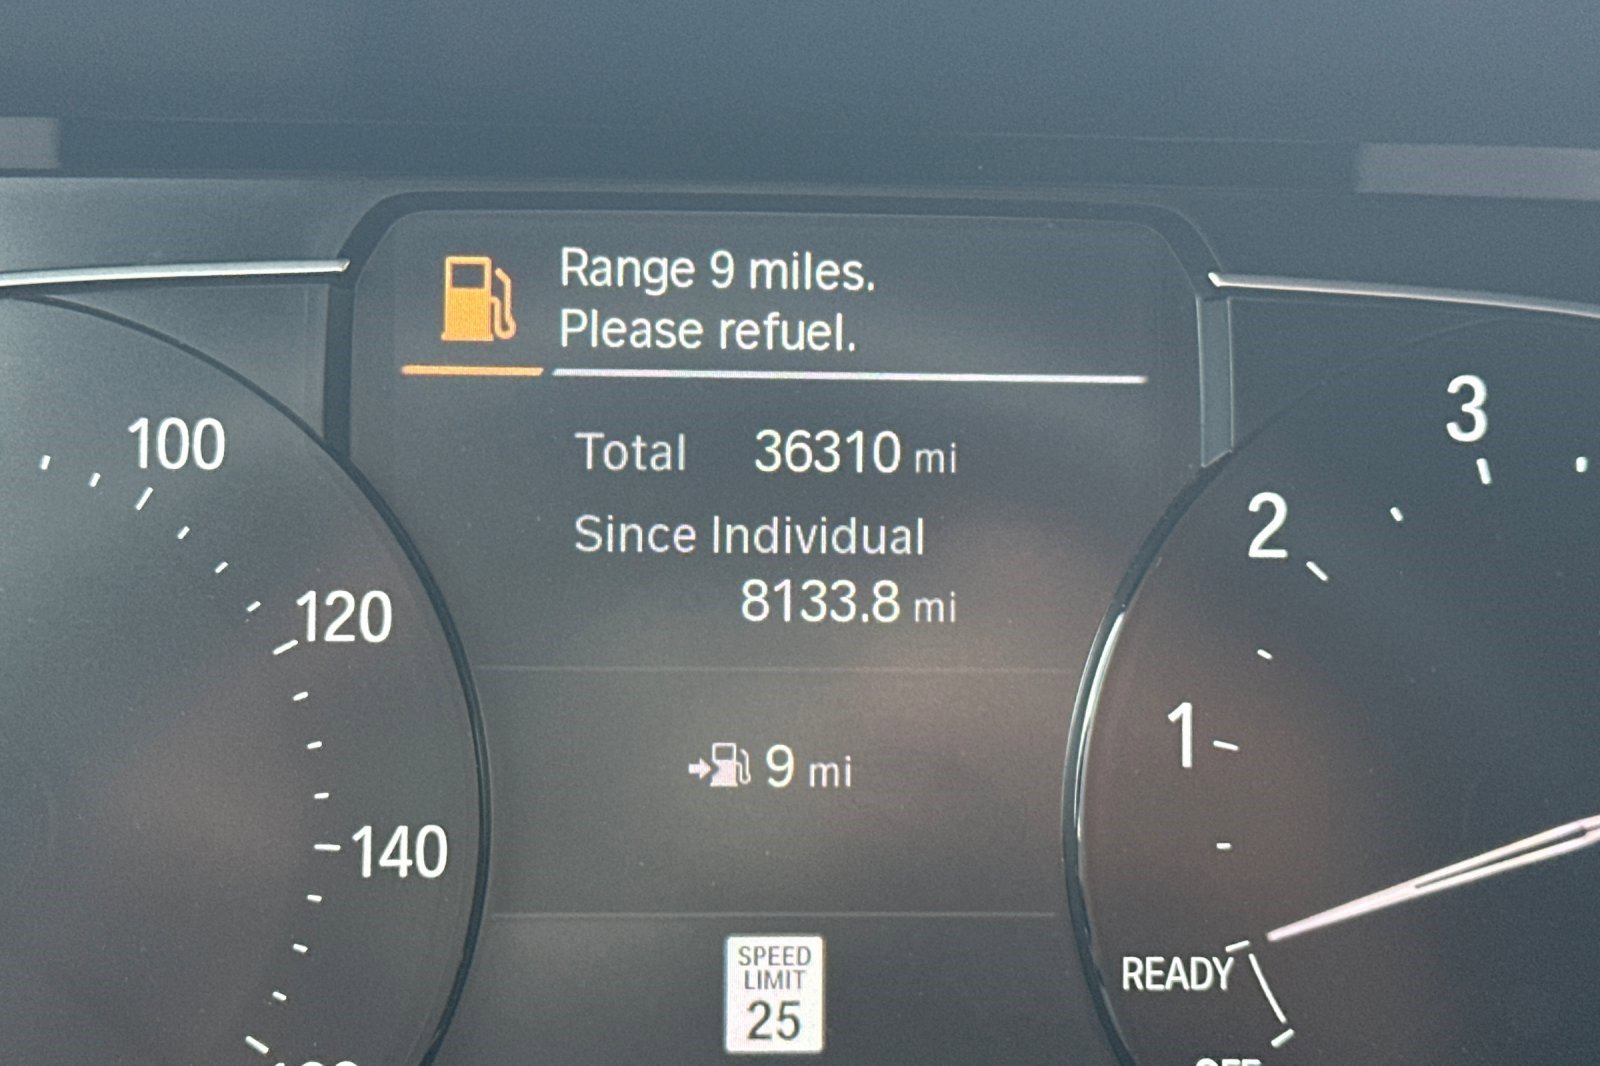 Range 9 miles.
Please refuel.
Total 36310 mi
Since Individual
8133.8 mi
9 mi
SPEED
LIMIT
25
100
120
140
3
2
1
READY